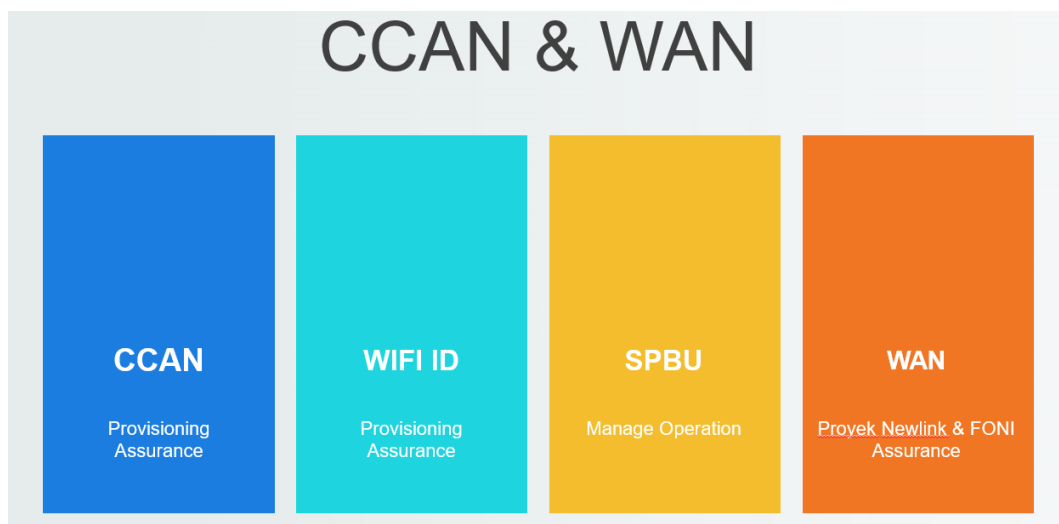 CCAN & WAN
CCAN
Provisioning
Assurance
WIFI ID
Provisioning
Assurance
SPBU
Manage Operation
WAN
Proyek Newlink & FONI
Assurance